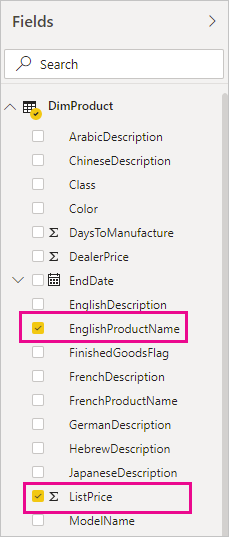 Fields
Search
DimProduct
ArabicDescription
ChineseDescription
Class
Color
Σ DaysToManufacture
Σ DealerPrice
EndDate
EnglishDescription
EnglishProductName
FinishedGoodsFlag
FrenchDescription
FrenchProductName
GermanDescription
HebrewDescription
JapaneseDescription
Σ ListPrice
ModelName